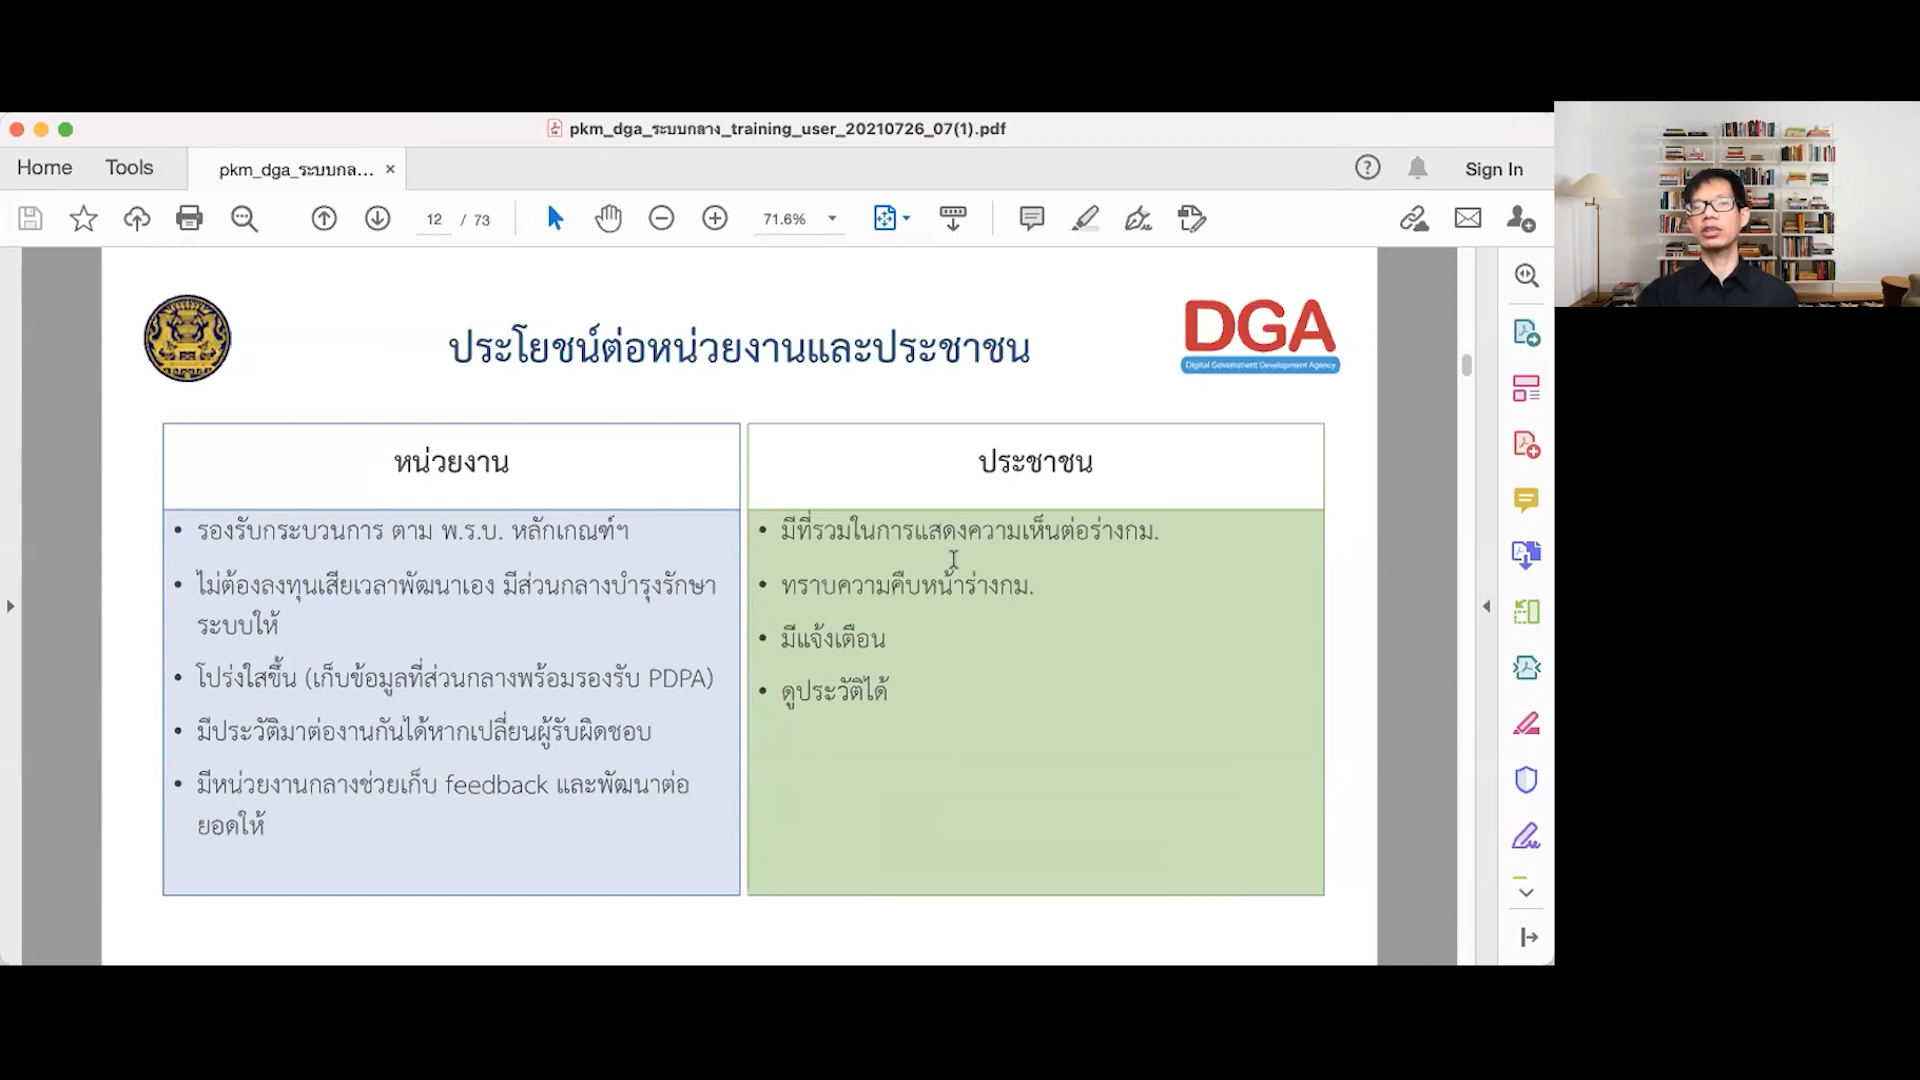 pkm_dga_ระบบกลาง_training_user_20210726_07(1).pdf
Home
Tools
pkm_dga_ระบบกล...
Sign In
12 / 73
71.6%
ประโยชน์ต่อหน่วยงานและประชาชน
DGA
Digital Government Development Agency
หน่วยงาน
• รองรับกระบวนการ ตาม พ.ร.บ. หลักเกณฑ์ฯ
• ไม่ต้องลงทุนเสียเวลาพัฒนาเอง มีส่วนกลางบำรุงรักษา
ระบบให้
• โปร่งใสขึ้น (เก็บข้อมูลที่ส่วนกลางพร้อมรองรับ PDPA)
• มีประวัติมาต่องานกันได้หากเปลี่ยนผู้รับผิดชอบ
• มีหน่วยงานกลางช่วยเก็บ feedback และพัฒนาต่อ
ยอดให้
ประชาชน
• มีที่รวมในการแสดงความเห็นต่อร่างกม.
• ทราบความคืบหน้าร่างกม.
• มีแจ้งเตือน
• ดูประวัติได้